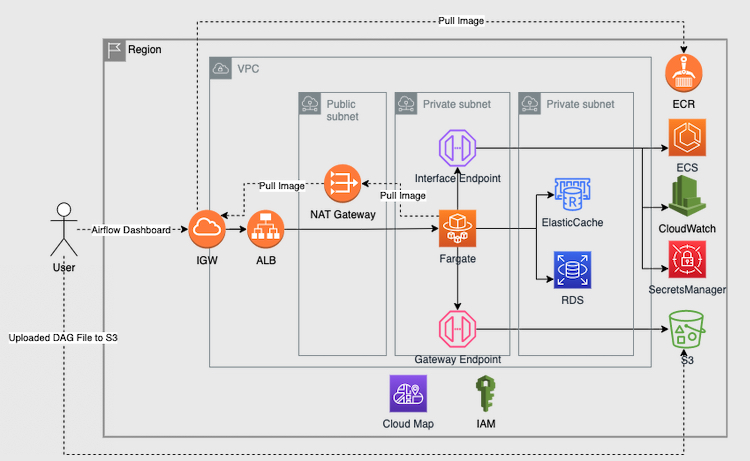 Pull Image
Region
VPC
Public
subnet
Private subnet
Private subnet
ECR
Interface Endpoint
ECS
Pull Image
NAT Gateway
Pull Image
R
ElasticCache
CloudWatch
Airflow Dashboard
User
IGW
ALB
Fargate
SecretsManager
RDS
Uploaded DAG File to S3
Gateway Endpoint
S3
Cloud Map
IAM